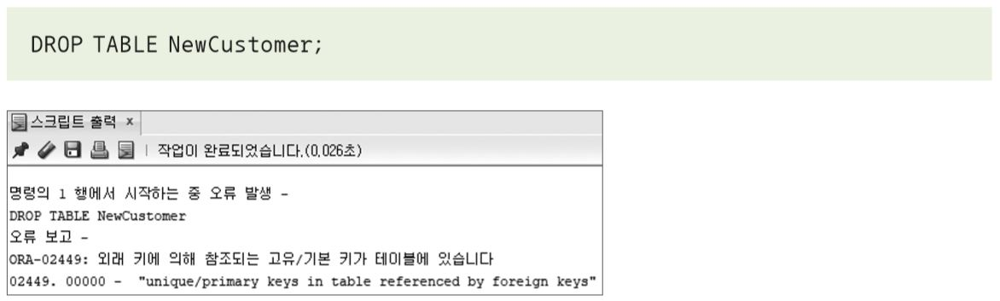 DROP TABLE NewCustomer;
스크립트 출력 x
작업이 완료되었습니다.(0,026초)
명령의 1 행에서 시작하는 중 오류 발생 -
DROP TABLE NewCustomer
오류 보고 -
ORA-02449: 외래 키에 의해 참조되는 고유/기본 키가 테이블에 있습니다
02449. 00000 - "unique/primary keys in table referenced by foreign keys"